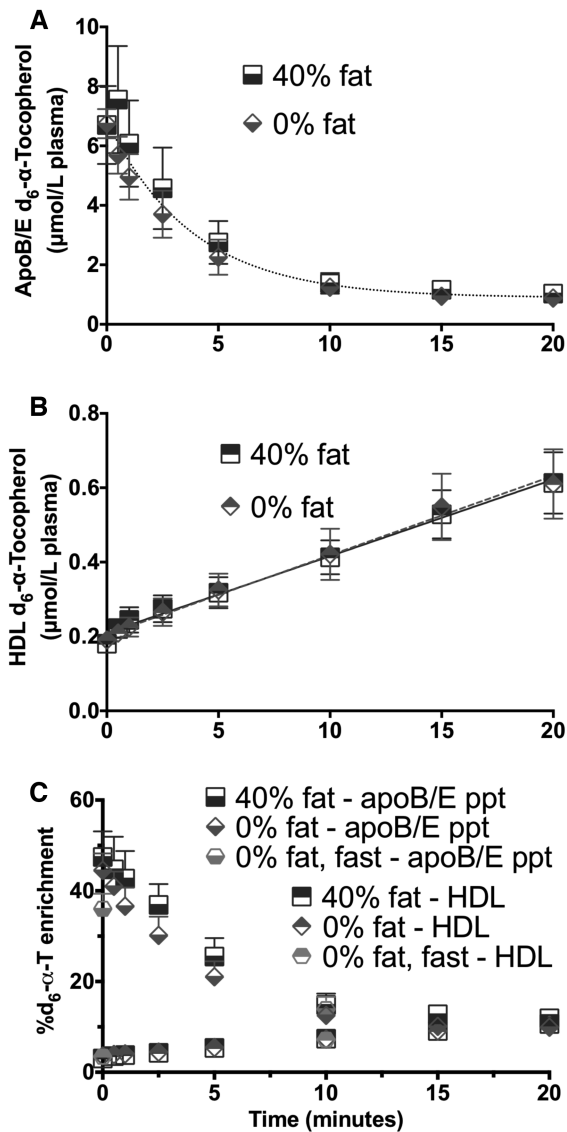 A
ApoB/E d6-α-Tocopherol
(μmol/L plasma)
10
8
6
4
2
0
40% fat
0% fat
0 5 10 15 20
B
HDL d6-α-Tocopherol
(μmol/L plasma)
0.8
0.6
0.4
0.2
0.0
40% fat
0% fat
0 5 10 15 20
C
%d6-α-T enrichment
60
40
20
0
40% fat - apoB/E ppt
0% fat - apoB/E ppt
0% fat, fast - apoB/E ppt
40% fat - HDL
0% fat - HDL
0% fat, fast - HDL
0 5 10 15 20
Time (minutes)